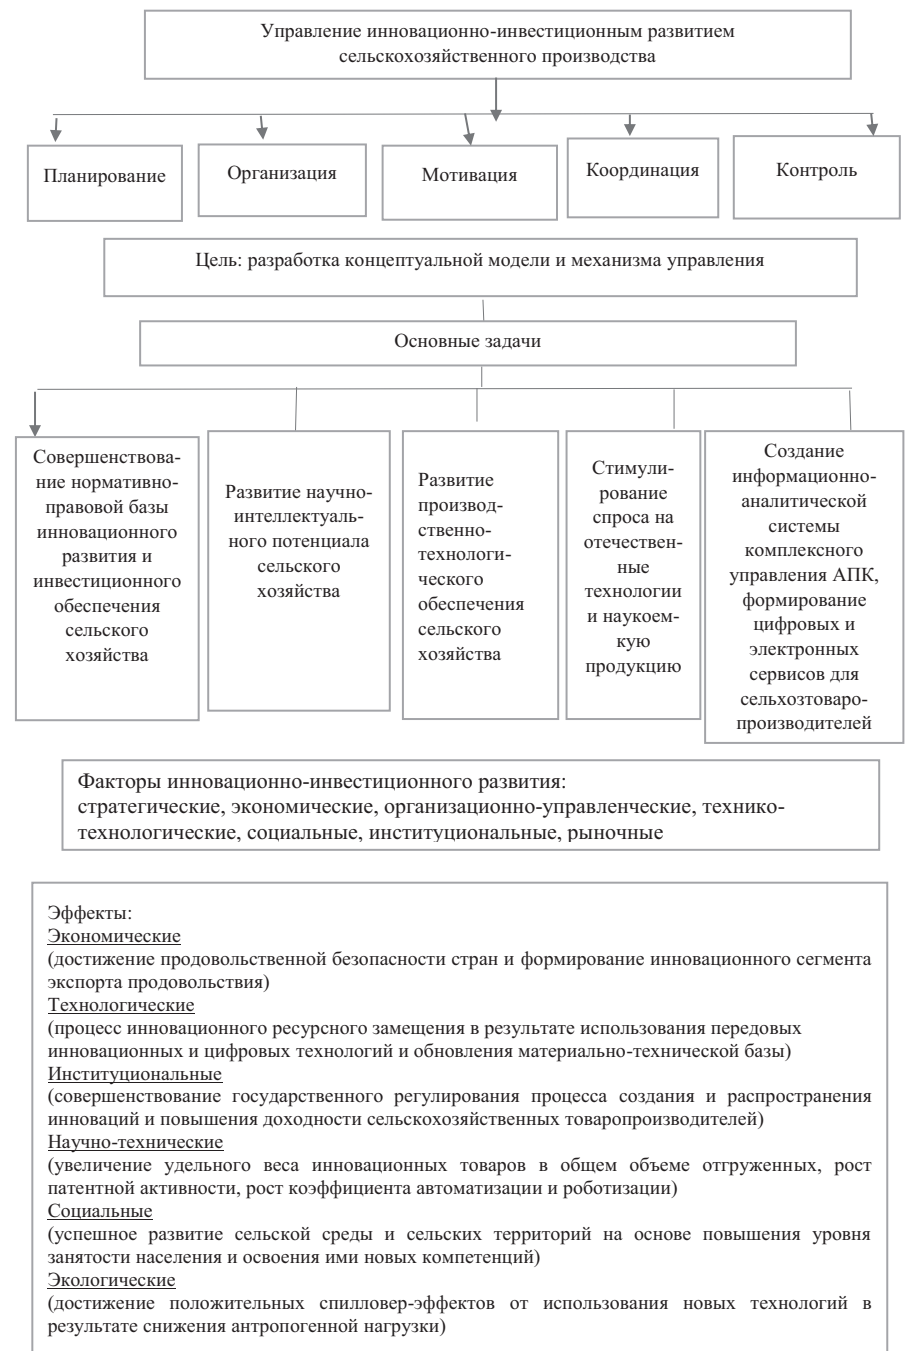 Управление инновационно-инвестиционным развитием
сельскохозяйственного производства
Планирование
Организация
Мотивация
Координация
Контроль
Цель: разработка концептуальной модели и механизма управления
Основные задачи
Совершенствова-
ние нормативно-
правовой базы
инновационного
развития и
инвестиционного
обеспечения
сельского
хозяйства
Развитие научно-
интеллектуаль-
ного потенциала
сельского
хозяйства
Развитие
производ-
ственно-
технологи-
ческого
обеспечения
сельского
хозяйства
Стимули-
рование
спроса на
отечествен-
ные
технологии
и наукоем-
кую
продукцию
Создание
информационно-
аналитической
системы
комплексного
управления АПК,
формирование
цифровых и
электронных
сервисов для
сельхозтоваро-
производителей
Факторы инновационно-инвестиционного развития:
стратегические, экономические, организационно-управленческие, технико-
технологические, социальные, институциональные, рыночные
Эффекты:
Экономические
(достижение продовольственной безопасности стран и формирование инновационного сегмента
экспорта продовольствия)
Технологические
(процесс инновационного ресурсного замещения в результате использования передовых
инновационных и цифровых технологий и обновления материально-технической базы)
Институциональные
(совершенствование государственного регулирования процесса создания и распространения
инноваций и повышения доходности сельскохозяйственных товаропроизводителей)
Научно-технические
(увеличение удельного веса инновационных товаров в общем объеме отгруженных, рост
патентной активности, рост коэффициента автоматизации и роботизации)
Социальные
(успешное развитие сельской среды и сельских территорий на основе повышения уровня
занятости населения и освоения ими новых компетенций)
Экологические
(достижение положительных спилловер-эффектов от использования новых технологий в
результате снижения антропогенной нагрузки)